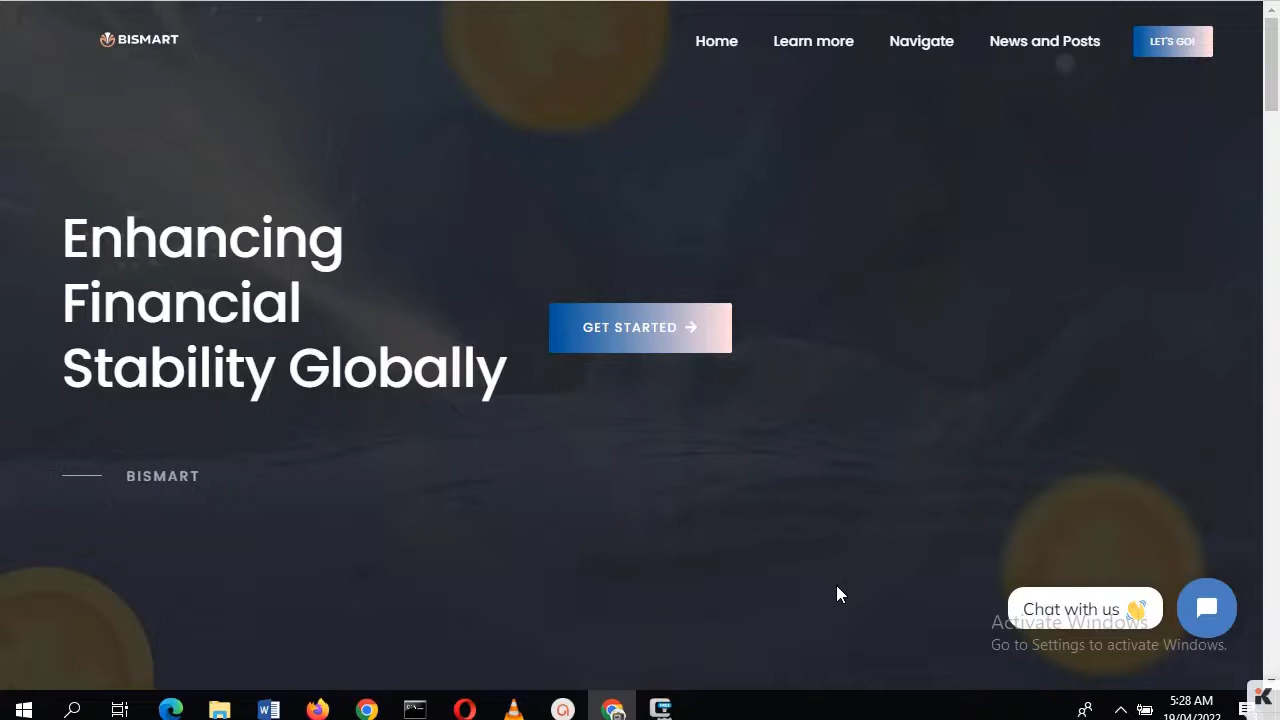 BISMART
Home
Learn more
Navigate
News and Posts
LET'S GO!
Enhancing
Financial
Stability Globally
GET STARTED
BISMART
Chat with us
Activate Windows
Go to Settings to activate Windows.
5:28 AM